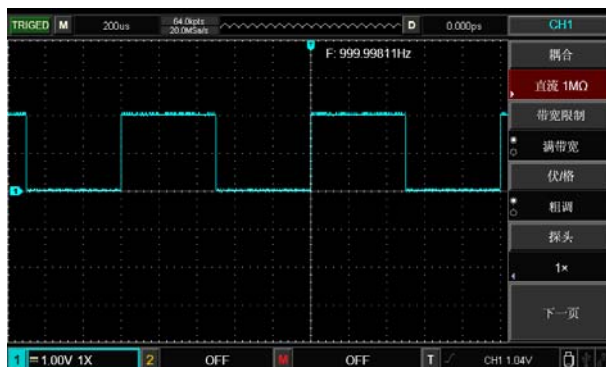 TRIGED M 200us 64.0kpts D 0.000ps CH1
20.0MSa/s
T
F: 999.99811Hz
耦合
直流 1MΩ
带宽限制
满带宽
伏/格
粗调
探头
1×
下一页
1
1 1.00V 1X 2 OFF M OFF T CH1 1.04V